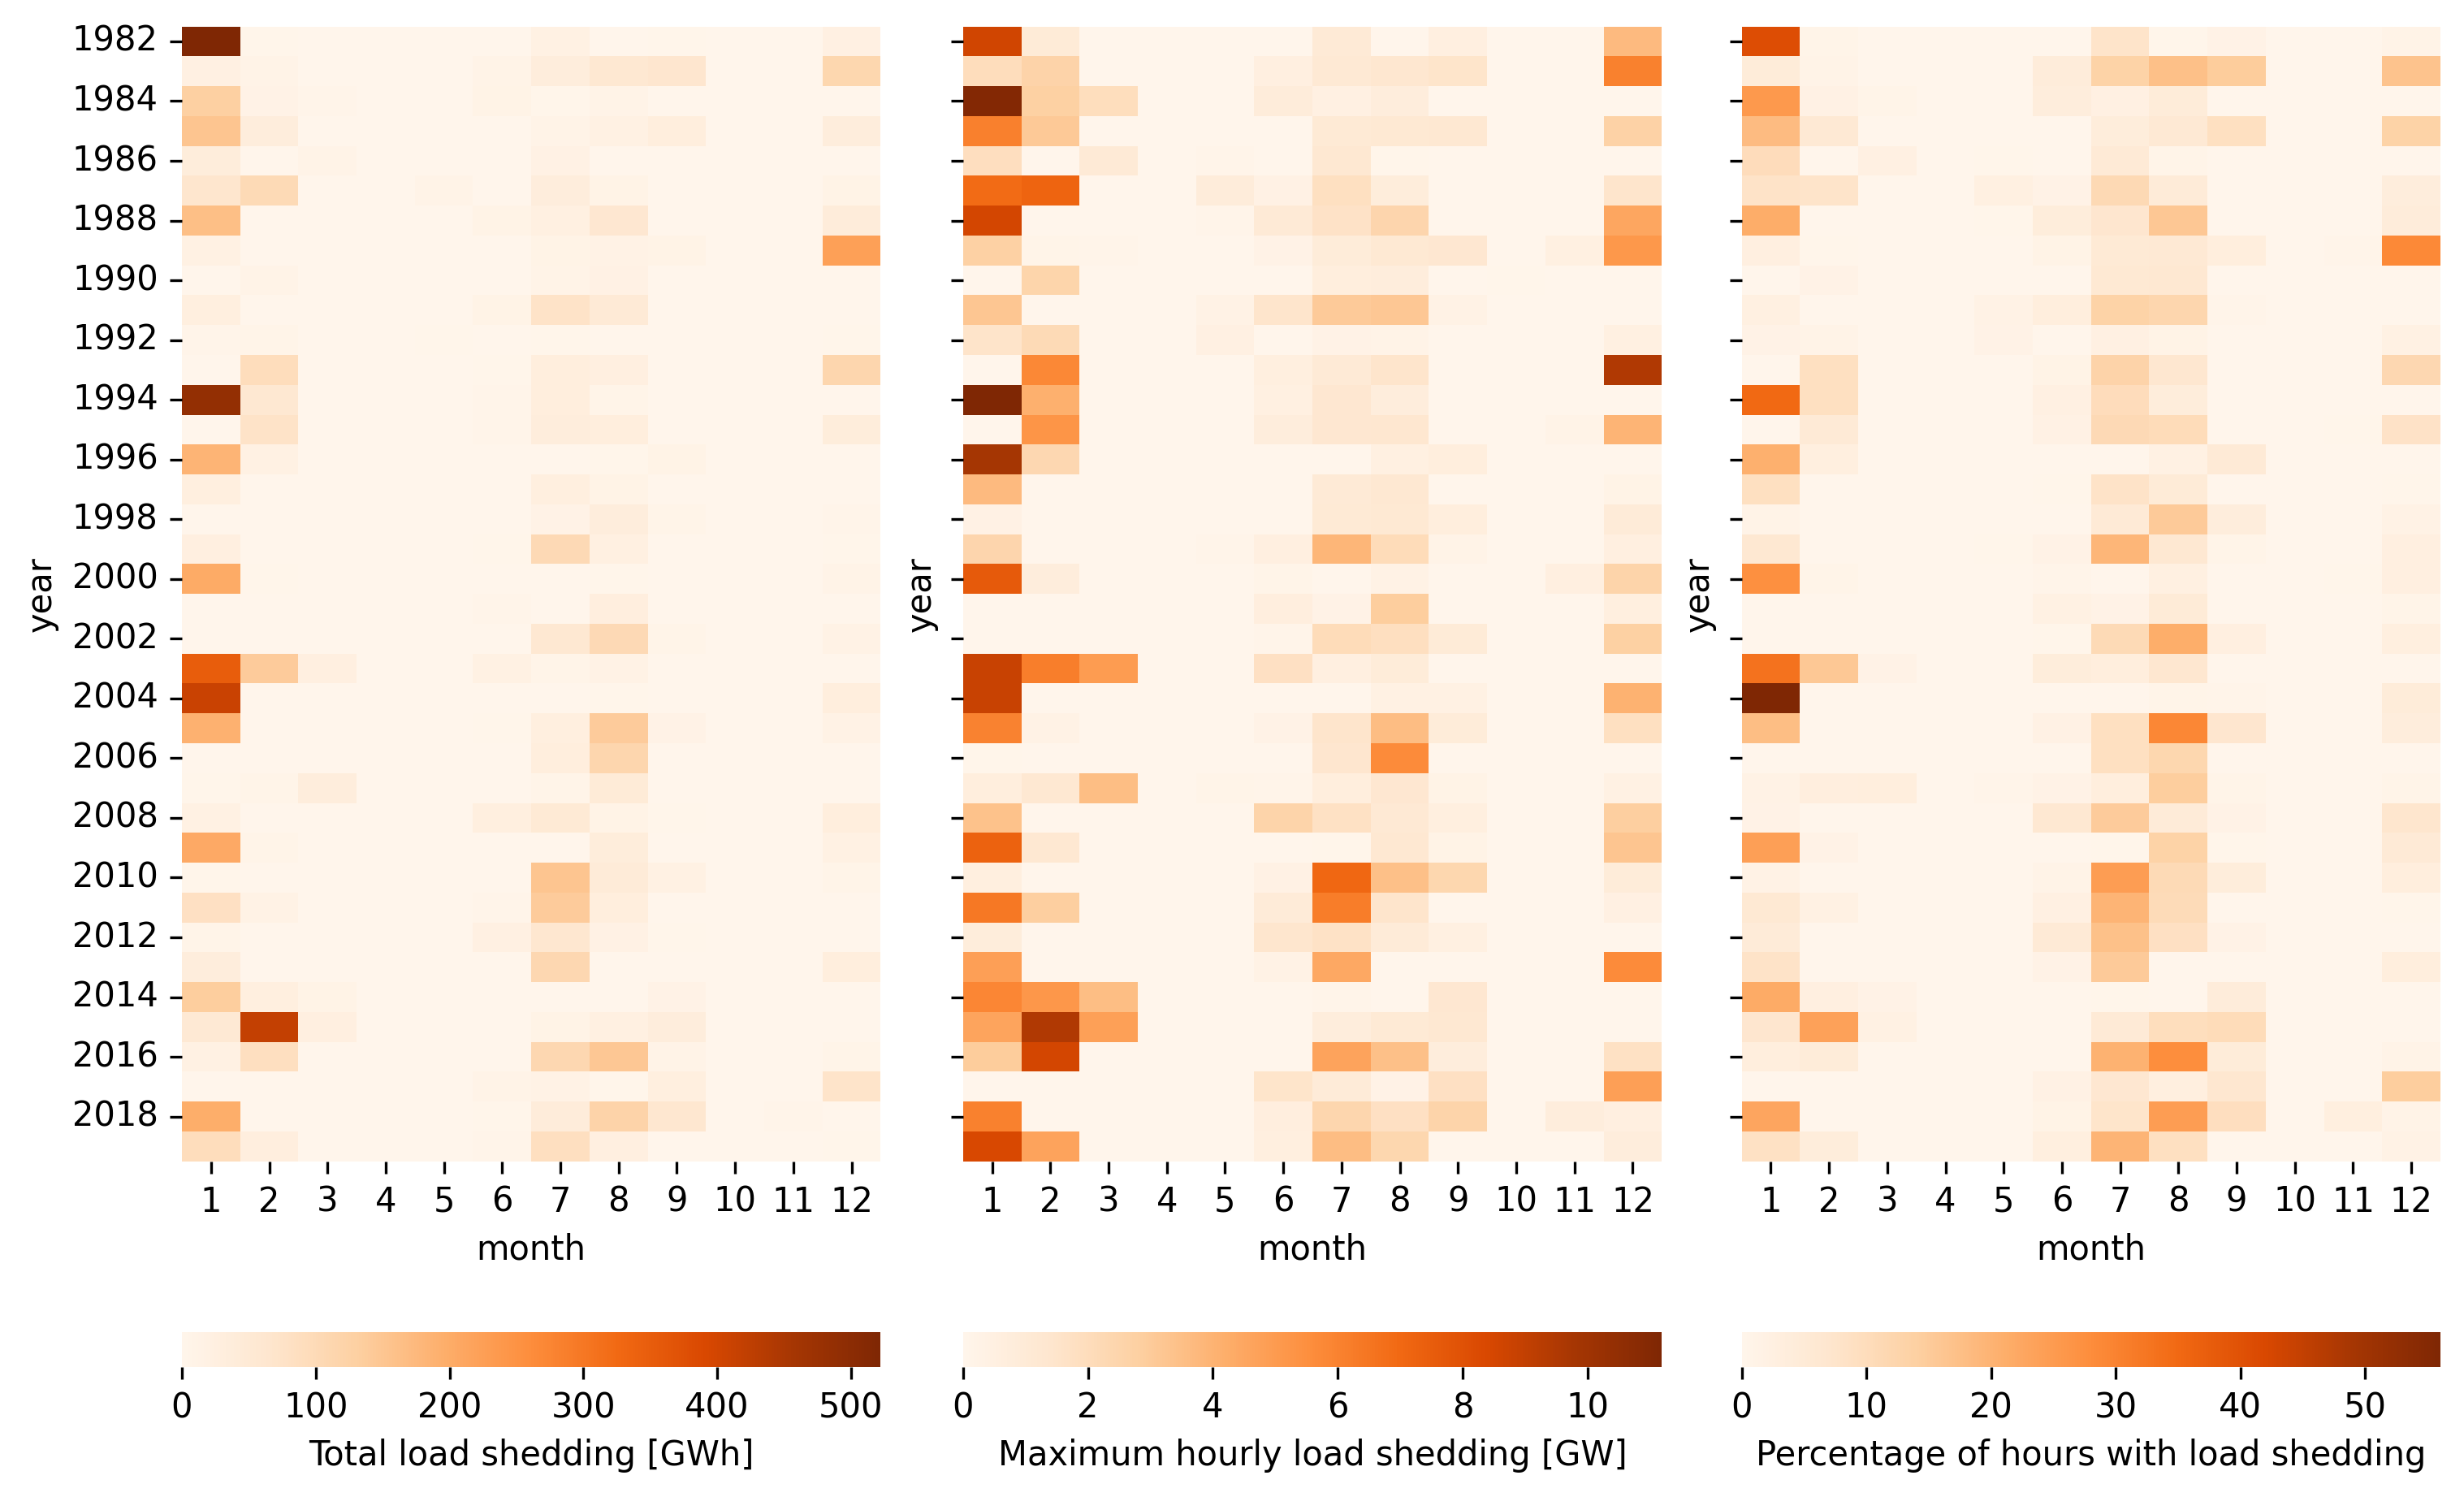 1982
1984
1986
1988
1990
1992
1994
1996
1998
2000
2002
2004
2006
2008
2010
2012
2014
2016
2018
year
1 2 3 4 5 6 7 8 9 10 11 12
month
0 100 200 300 400 500
Total load shedding [GWh]
year
1 2 3 4 5 6 7 8 9 10 11 12
month
0 2 4 6 8 10
Maximum hourly load shedding [GW]
year
1 2 3 4 5 6 7 8 9 10 11 12
month
0 10 20 30 40 50
Percentage of hours with load shedding